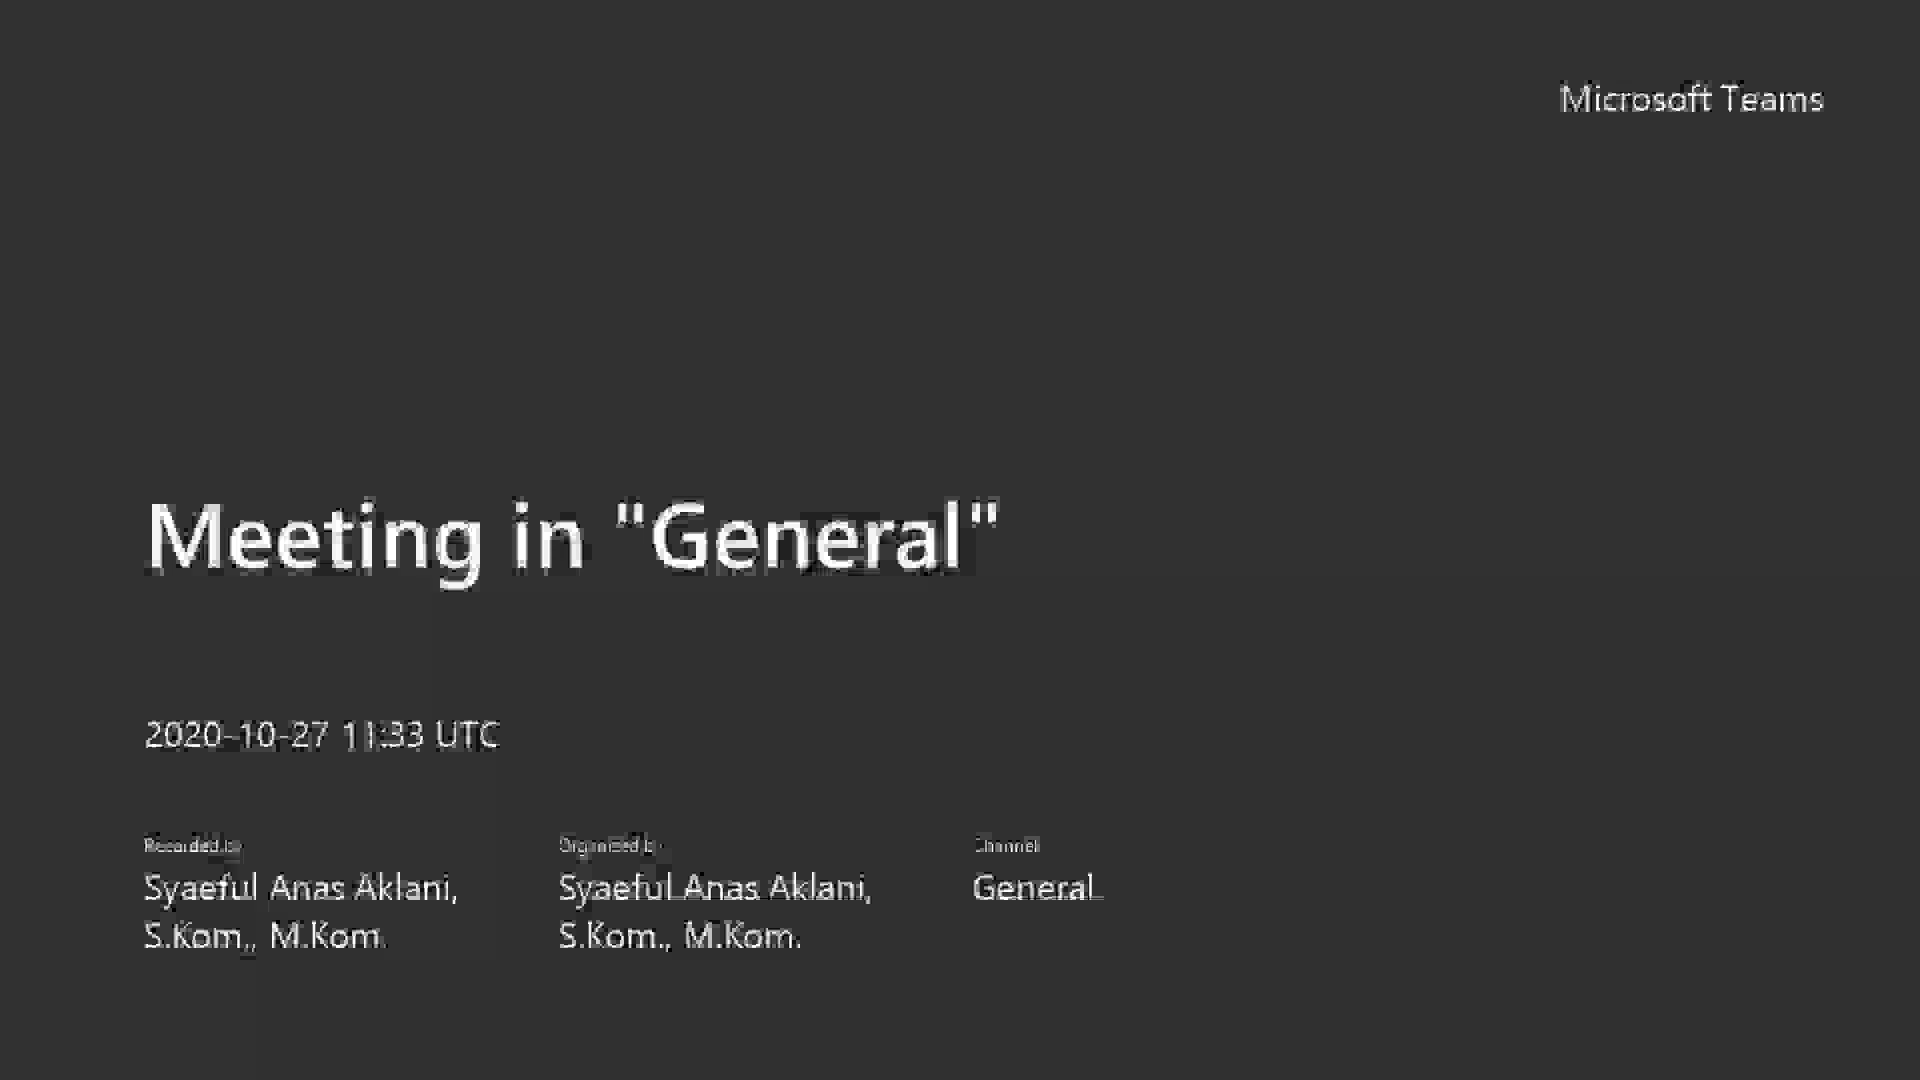 Microsoft Teams
Meeting in "General"
2020-10-27 11:33 UTC
Recorded by
Organized by
Channel
Syaeful Anas Aklani,
Syaeful Anas Aklani,
General
S.Kom., M.Kom.
S.Kom., M.Kom.